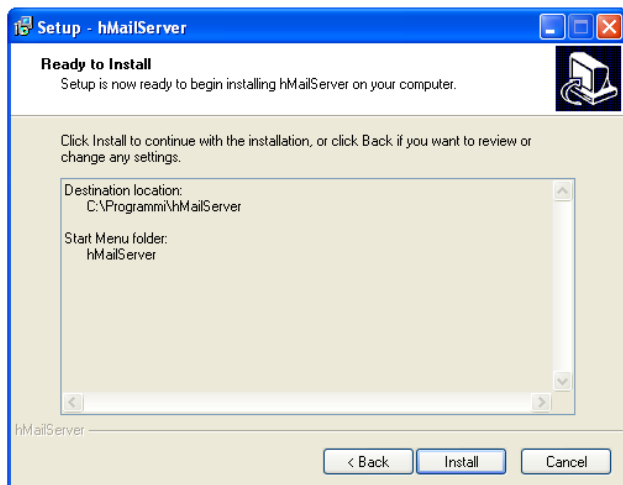 Setup - hMailServer
Ready to Install
Setup is now ready to begin installing hMailServer on your computer.
Click Install to continue with the installation, or click Back if you want to review or
change any settings.
Destination location:
C:\Programmi\hMailServer
Start Menu folder:
hMailServer
hMailServer
< Back
Install
Cancel